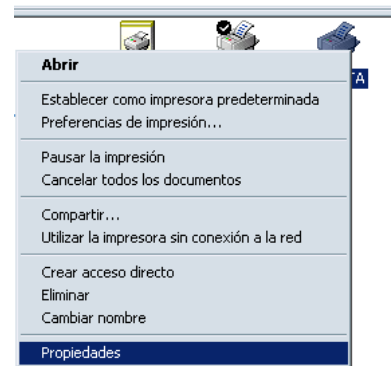 TA
Abrir
Establecer como impresora predeterminada
Preferencias de impresión...
Pausar la impresión
Cancelar todos los documentos
Compartir...
Utilizar la impresora sin conexión a la red
Crear acceso directo
Eliminar
Cambiar nombre
Propiedades